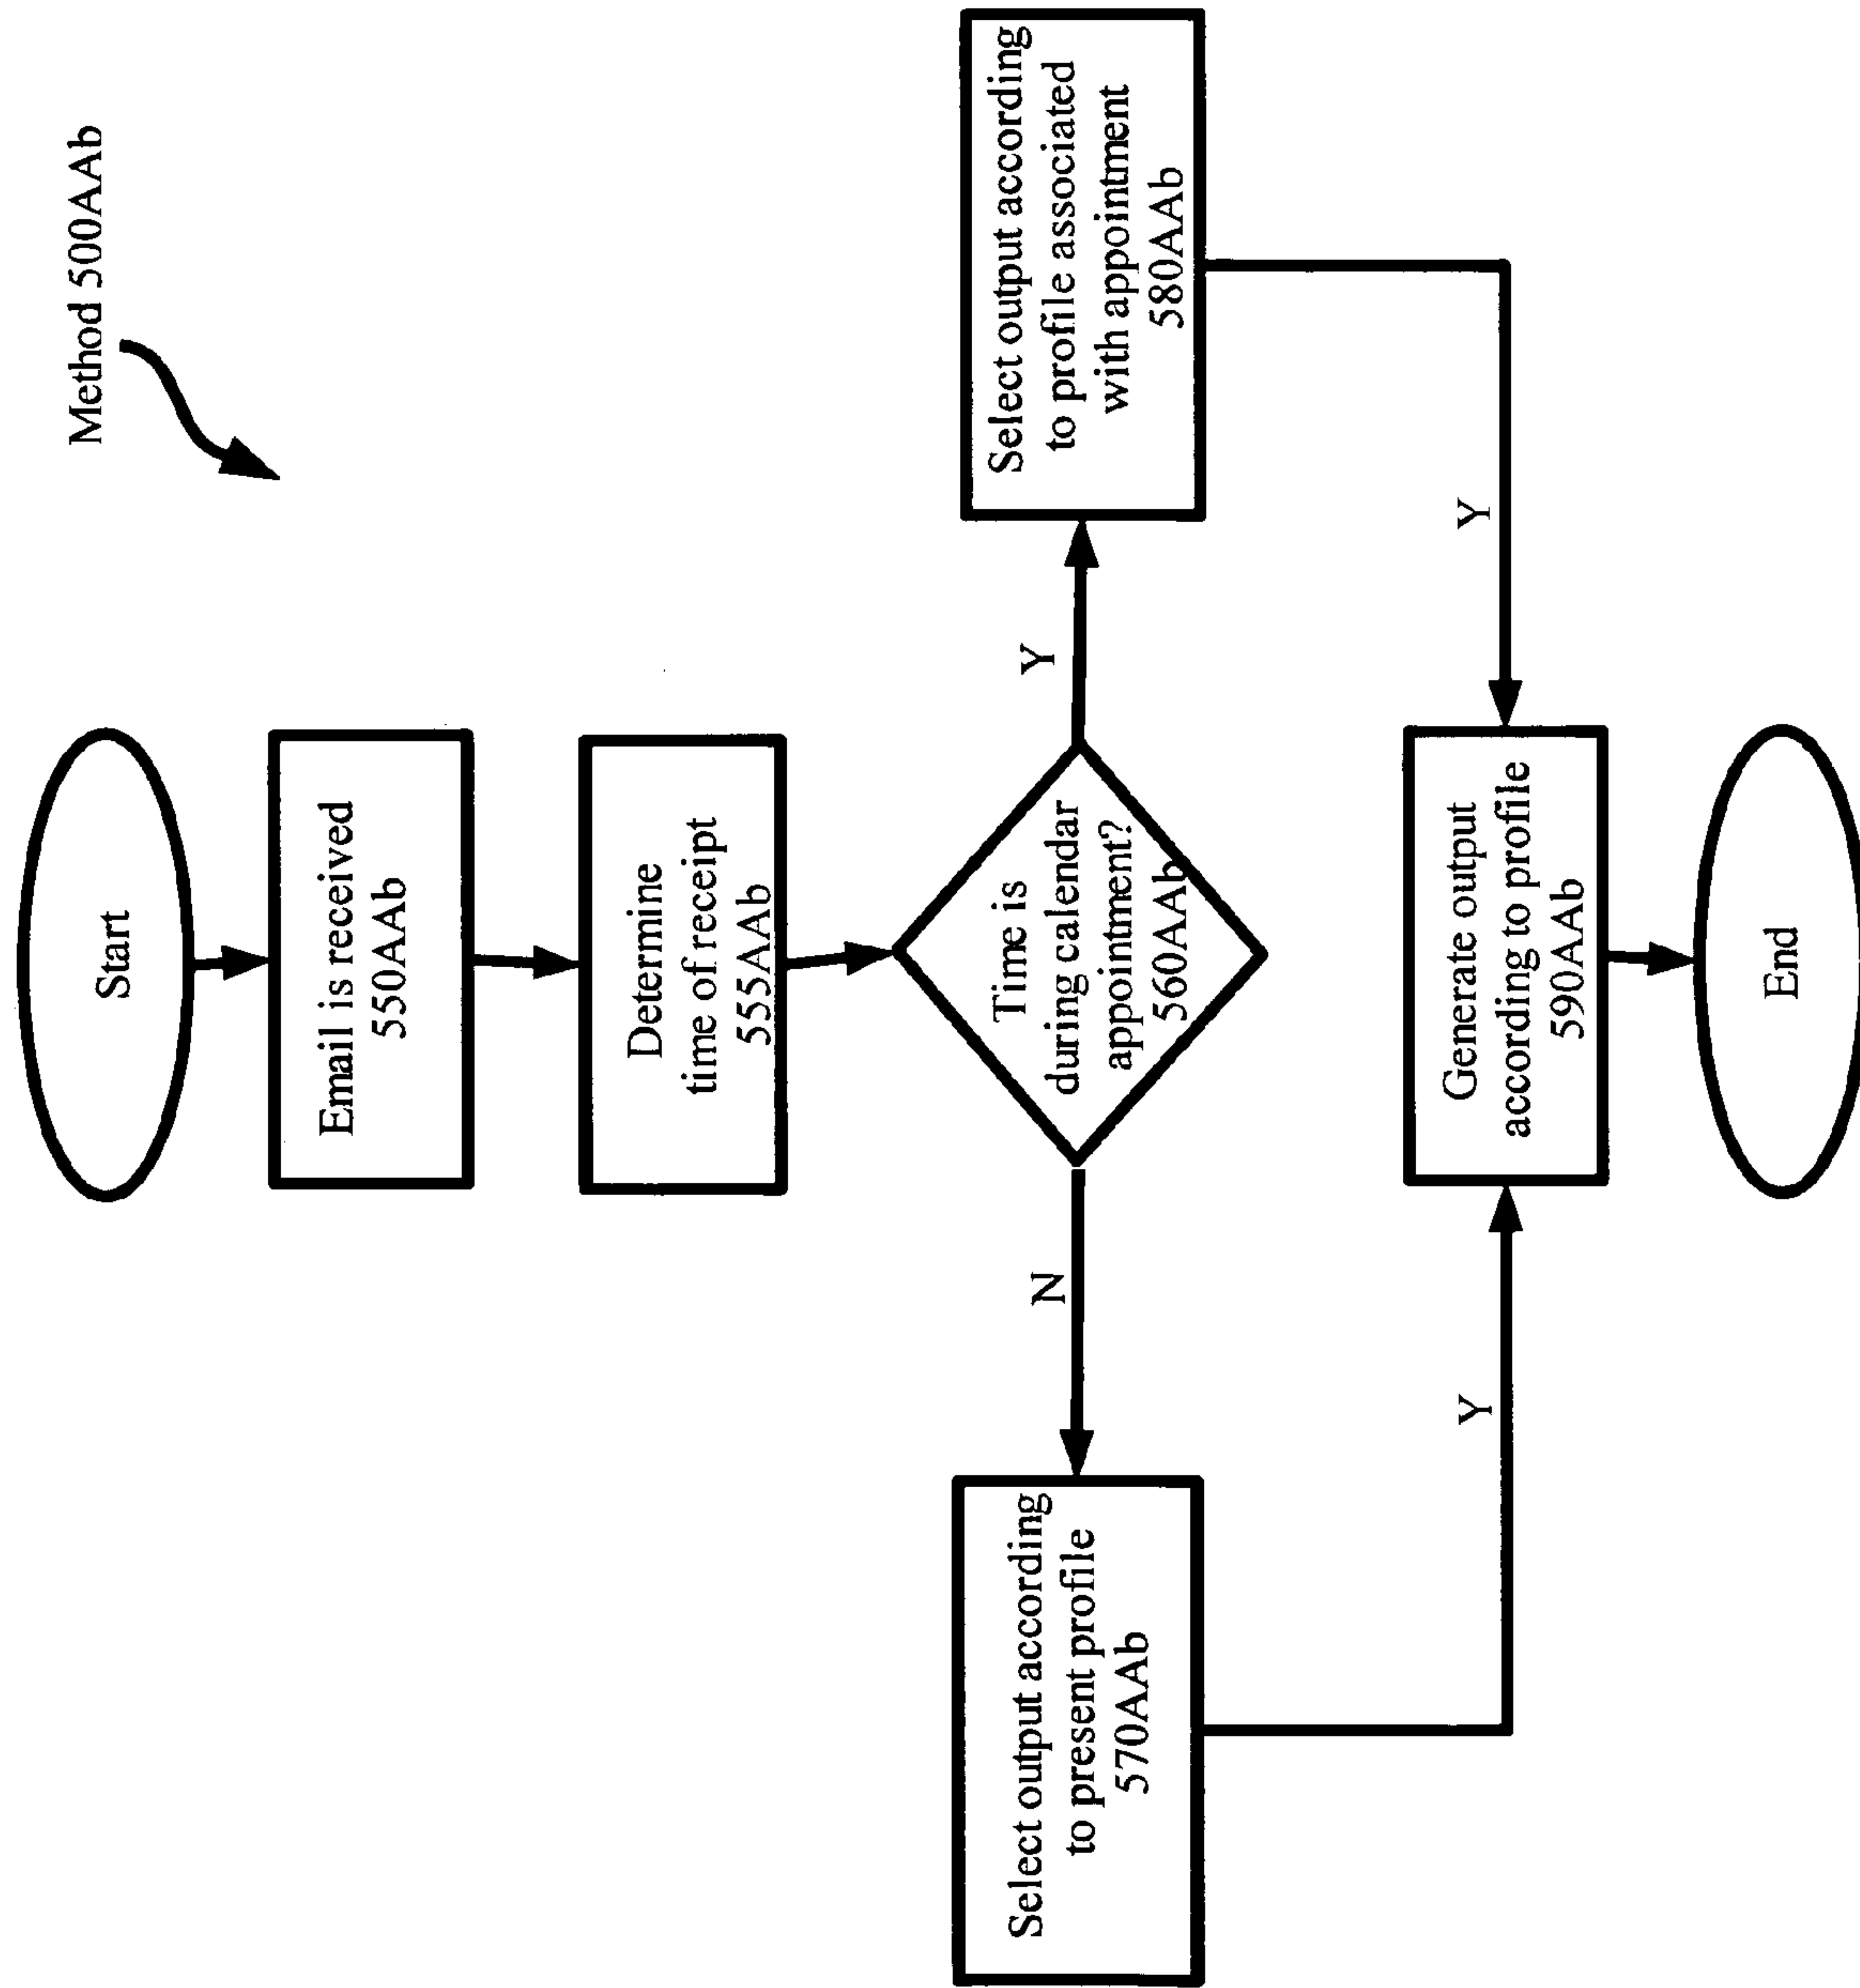 Method 500AAb
Start
Email is received
550AAb
Determine
time of receipt
555AAb
Time is
during calendar
appointment?
560AAb
N
Y
Select output according
to present profile
570AAb
Select output according
to profile associated
with appointment
580AAb
Y
Y
Generate output
according to profile
590AAb
End